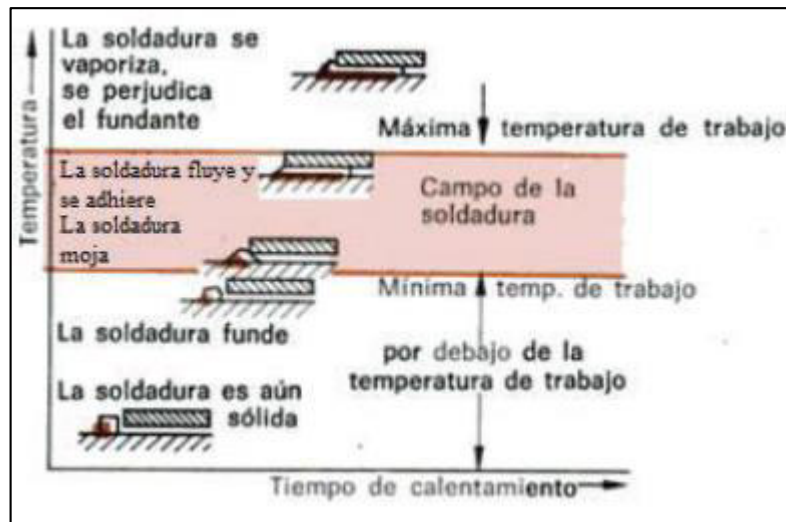 La soldadura se
vaporiza,
se perjudica
el fundante
Máxima temperatura de trabajo
La soldadura fluye y
se adhiere
La soldadura
moja
Campo de la
soldadura
Mínima temp. de trabajo
La soldadura funde
por debajo de la
temperatura de trabajo
La soldadura es aún
sólida
Temperatura
Tiempo de calentamiento